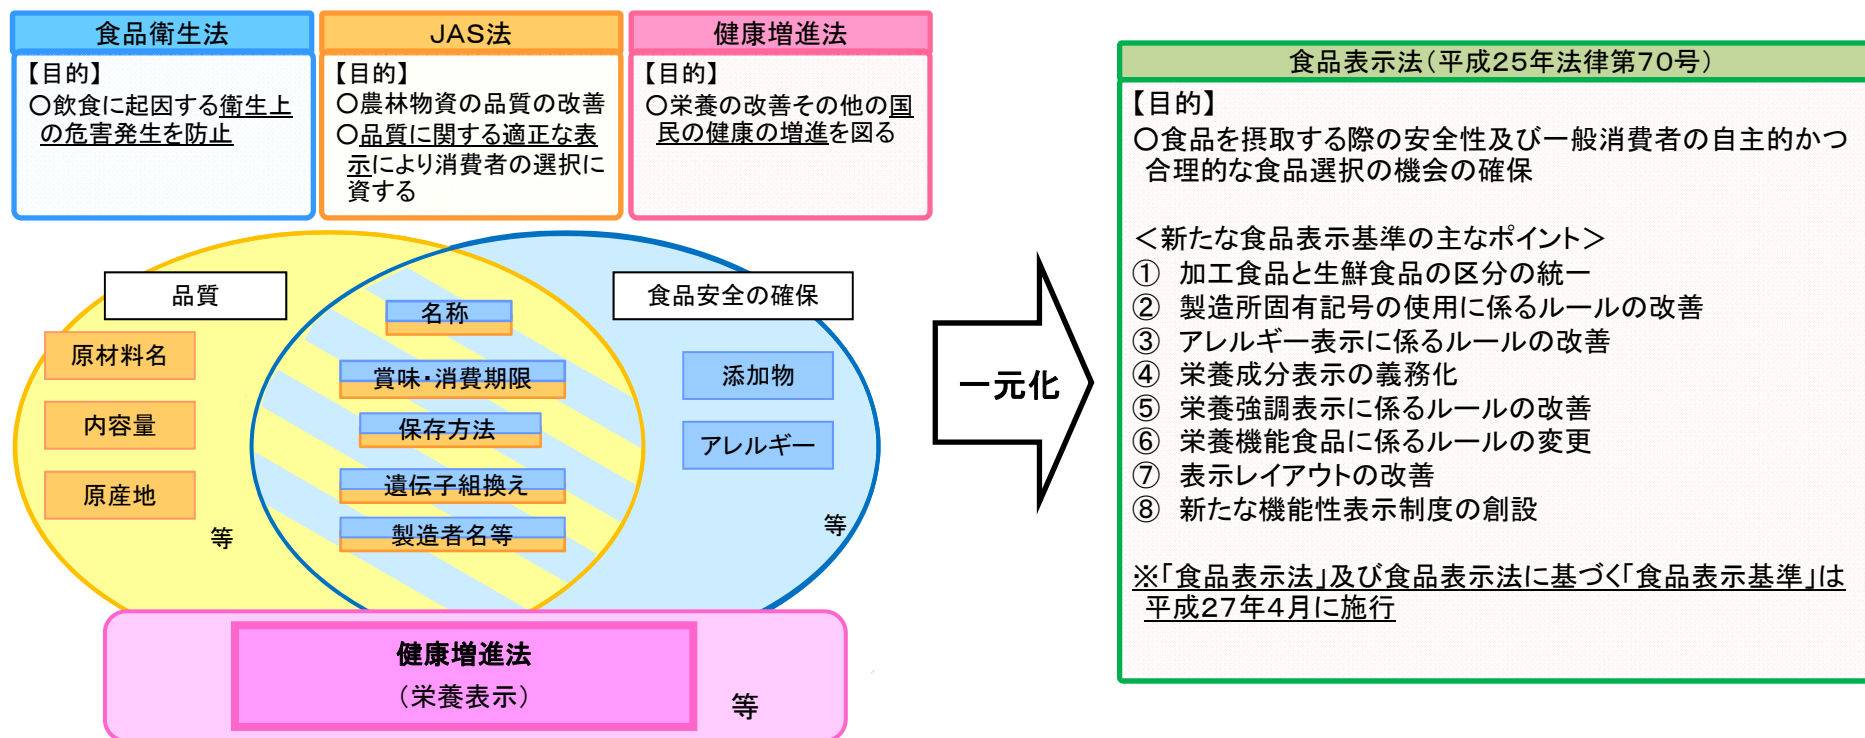 食品衛生法
【目的】
○飲食に起因する衛生上
の危害発生を防止
JAS法
【目的】
○農林物資の品質の改善
○品質に関する適正な表
示により消費者の選択に
資する
健康増進法
【目的】
○栄養の改善その他の国
民の健康の増進を図る
品質
原材料名
内容量
原産地
等
名称
賞味・消費期限
保存方法
遺伝子組換え
製造者名等
食品安全の確保
添加物
アレルギー
等
健康増進法
（栄養表示）
等
一元化
食品表示法（平成25年法律第70号）
【目的】
○食品を摂取する際の安全性及び一般消費者の自主的かつ
合理的な食品選択の機会の確保
＜新たな食品表示基準の主なポイント＞
① 加工食品と生鮮食品の区分の統一
② 製造所固有記号の使用に係るルールの改善
③ アレルギー表示に係るルールの改善
④ 栄養成分表示の義務化
⑤ 栄養強調表示に係るルールの改善
⑥ 栄養機能食品に係るルールの変更
⑦ 表示レイアウトの改善
⑧ 新たな機能性表示制度の創設
※「食品表示法」及び食品表示法に基づく「食品表示基準」は
平成27年4月に施行